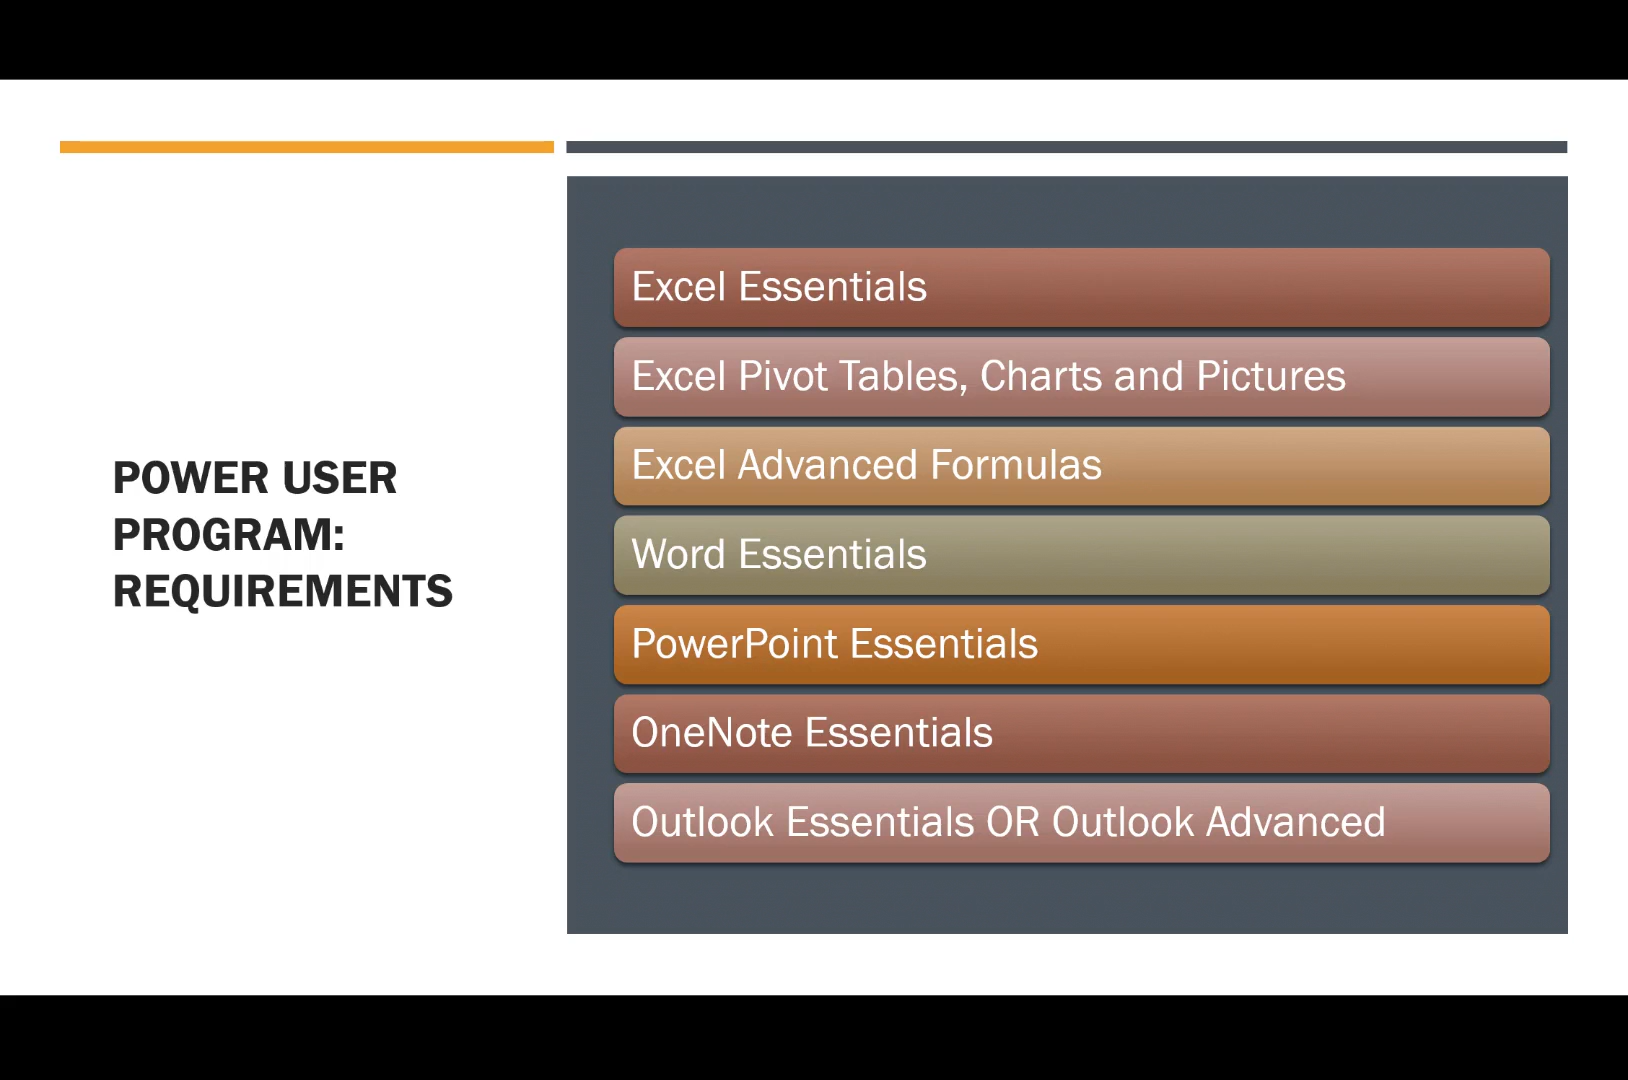 POWER USER
PROGRAM:
REQUIREMENTS
Excel Essentials
Excel Pivot Tables, Charts and Pictures
Excel Advanced Formulas
Word Essentials
PowerPoint Essentials
OneNote Essentials
Outlook Essentials OR Outlook Advanced